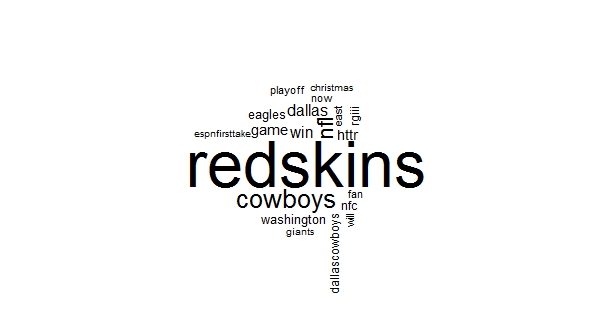 playoff christmas
now
eagles dallas nfl east rgiii
espnfirsttake game win httr
redskins
cowboys fan
nfc
washington will
giants
dallascowboys